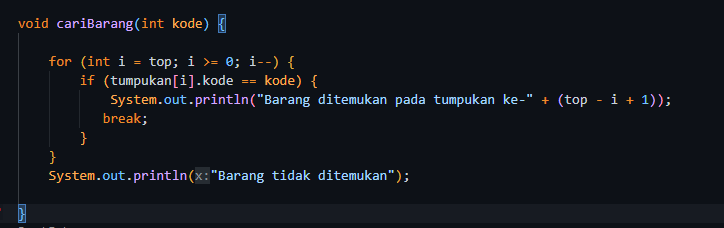 void cariBarang(int kode) {
for (int i = top; i >= 0; i--) {
if (tumpukan[i].kode == kode) {
System.out.println("Barang ditemukan pada tumpukan ke-" + (top - i + 1));
break;
}
}
System.out.println(x:"Barang tidak ditemukan");
}